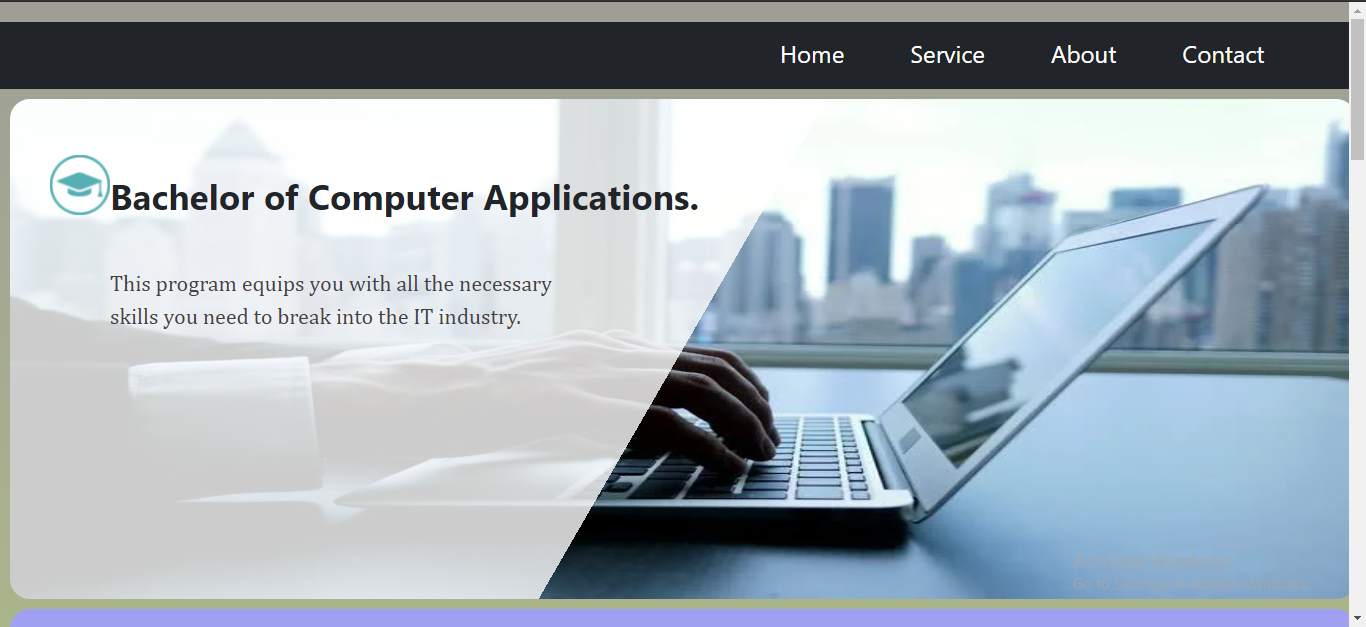 Home Service About Contact
Bachelor of Computer Applications.
This program equips you with all the necessary
skills you need to break into the IT industry.
Activate Windows
Go to Settings to activate Windows.